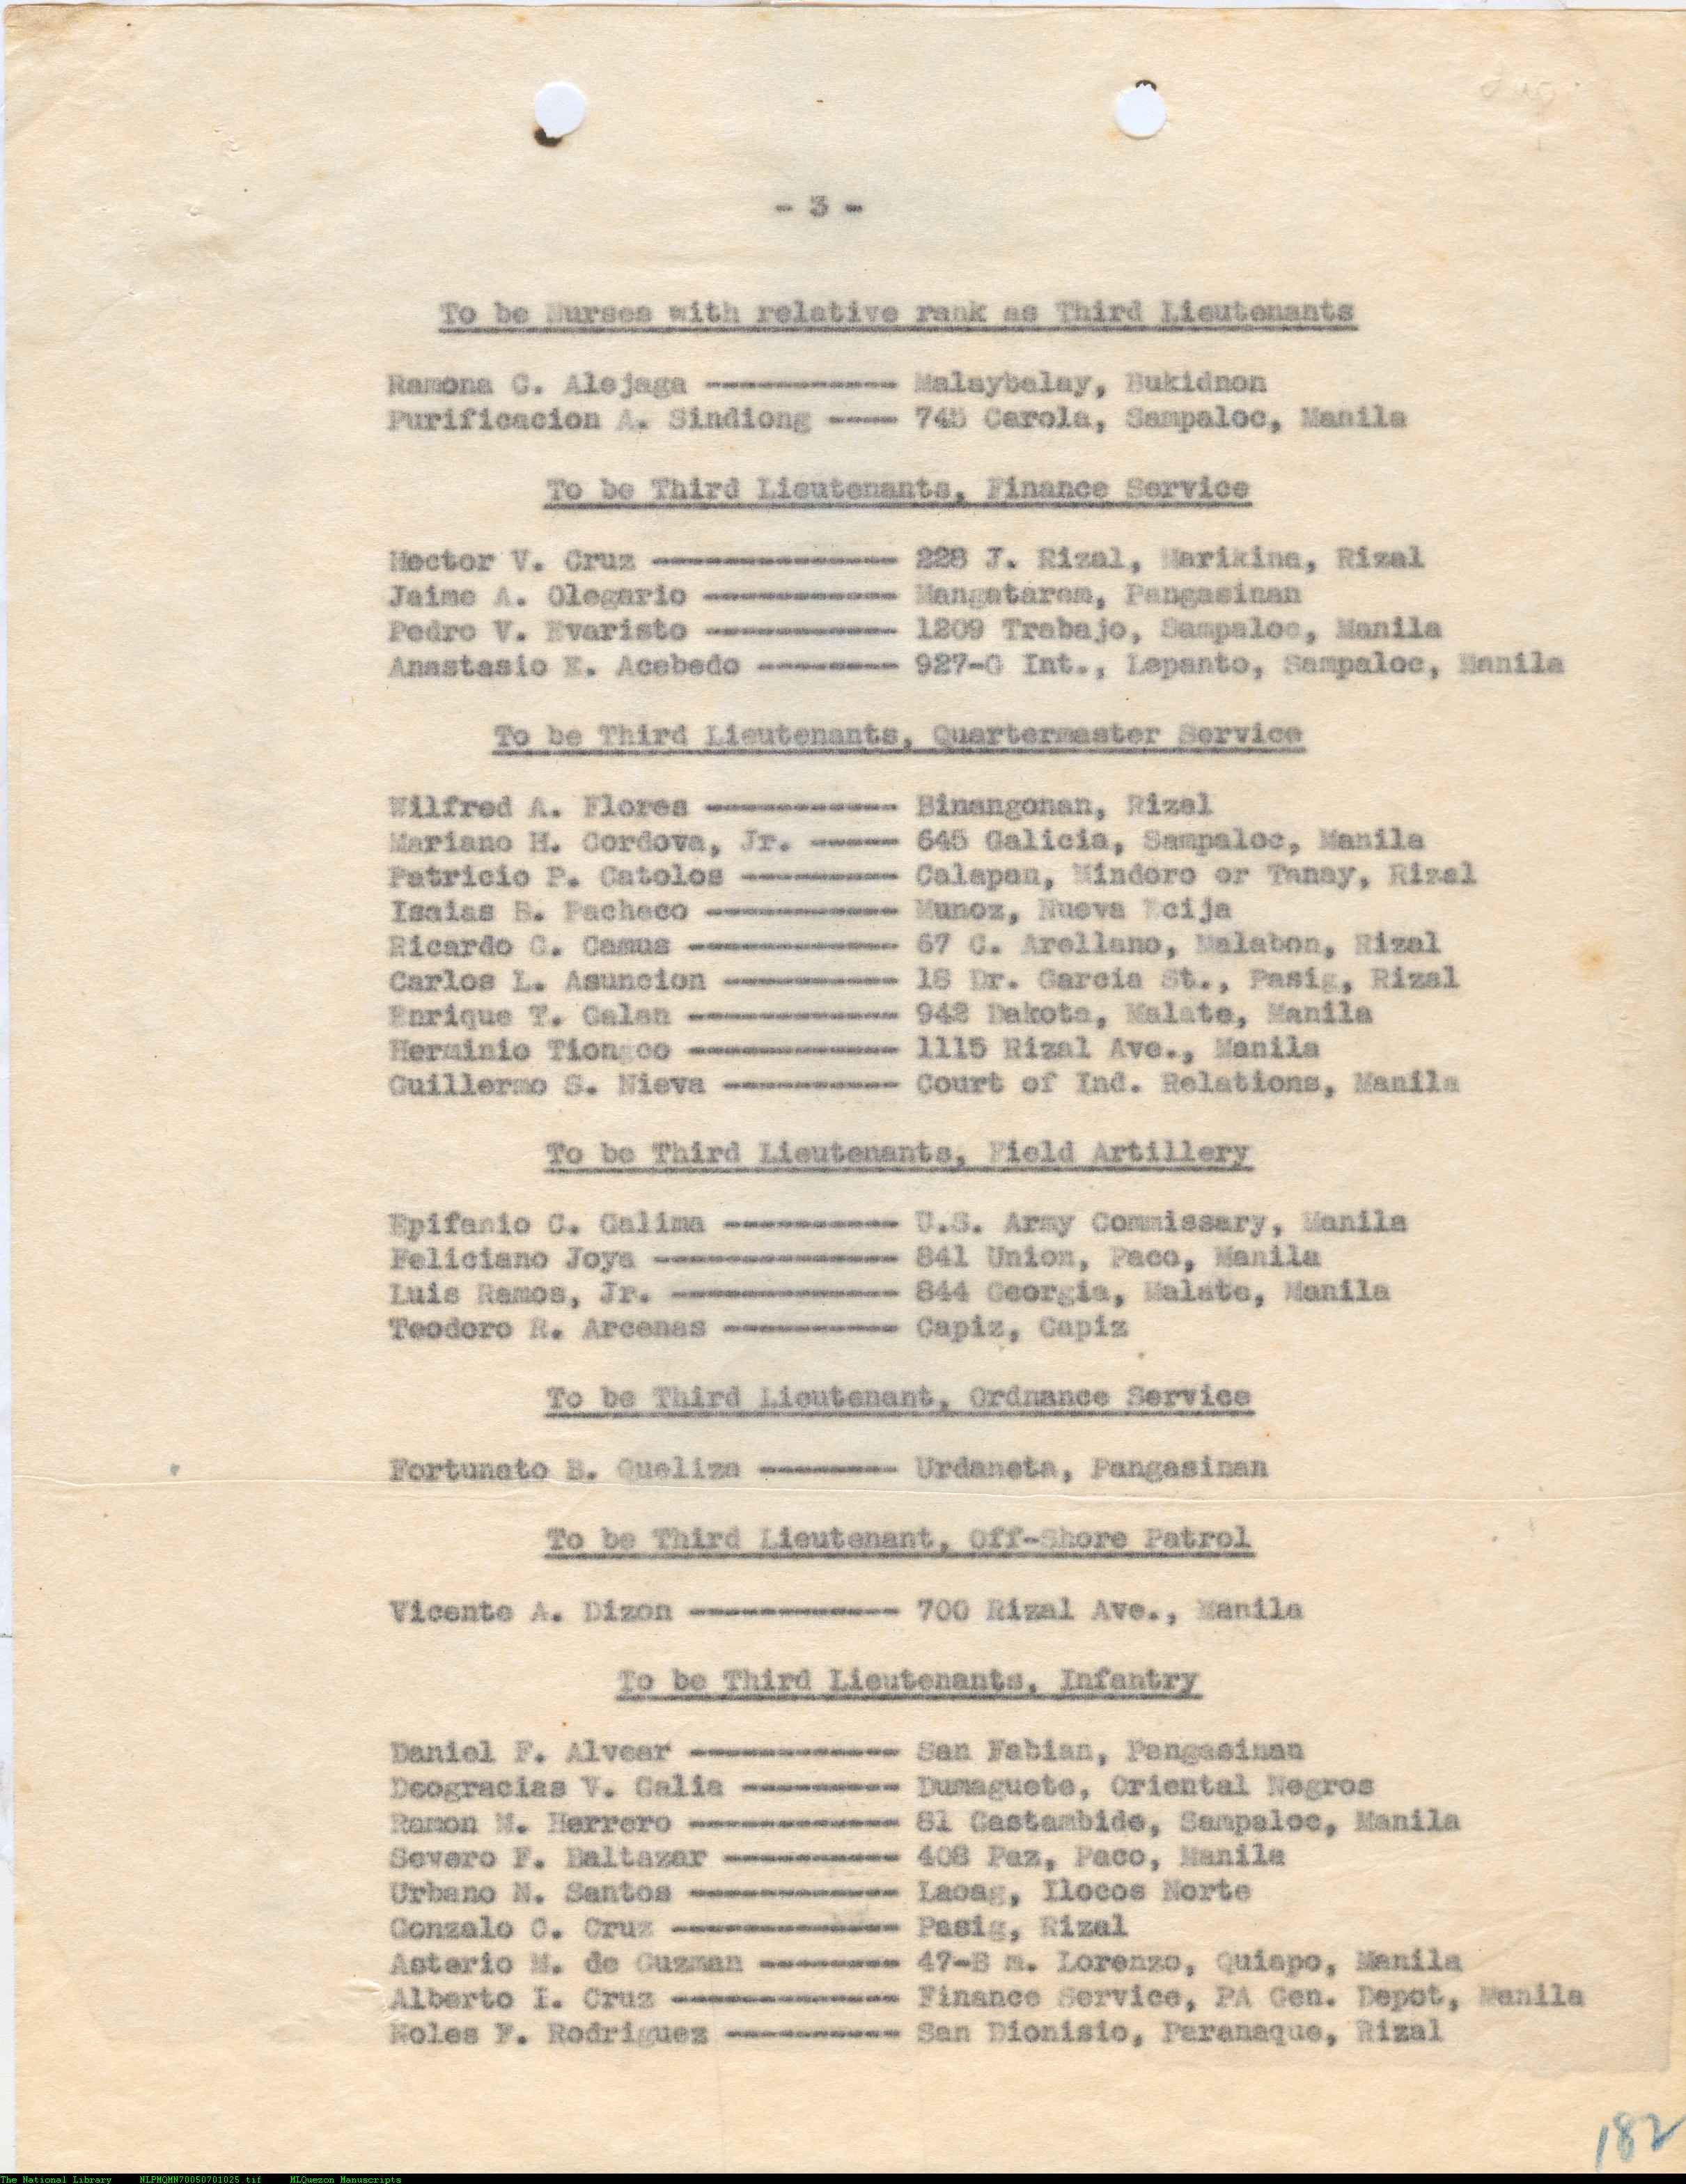 - 3 -
To be Nurses with relative rank as Third Lieutenants
Ramona C. Alejaga ----------- Malaybalay, Bukidnon
Purificacion A. Sindiong ---- 745 Carola, Sampaloc, Manila
To be Third Lieutenants, Finance Service
Hector V. Cruz -------------- 228 J. Rizal, Marikina, Rizal
Jaime A. Olegario ----------- Mangatarem, Pangasinan
Pedro V. Evaristo ----------- 1209 Trabajo, Sampaloc, Manila
Anastasio E. Acebedo -------- 927-G Int., Lepanto, Sampaloc, Manila
To be Third Lieutenants, Quartermaster Service
Wilfred A. Flores ----------- Binangonan, Rizal
Mariano H. Cordova, Jr. ----- 645 Galicia, Sampaloc, Manila
Patricio P. Catolos --------- Calapan, Mindoro or Tanay, Rizal
Isaias B. Pacheco ----------- Munoz, Nueva Ecija
Ricardo C. Camus ------------ 67 C. Arellano, Malabon, Rizal
Carlos L. Asuncion ---------- 18 Dr. Garcia St., Pasig, Rizal
Enrique T. Galan ------------ 942 Dakota, Malate, Manila
Herminio Tiongco ------------ 1115 Rizal Ave., Manila
Guillermo S. Nieva ---------- Court of Ind. Relations, Manila
To be Third Lieutenants, Field Artillery
Epifanio C. Galima ---------- U.S. Army Commissary, Manila
Feliciano Joya -------------- 841 Union, Paco, Manila
Luis Ramos, Jr. ------------- 844 Georgia, Malate, Manila
Teodoro R. Arcenas ---------- Capiz, Capiz
To be Third Lieutenant, Ordnance Service
Fortunato B. Queliza -------- Urdaneta, Pangasinan
To be Third Lieutenant, Off-Shore Patrol
Vicente A. Dizon ------------ 700 Rizal Ave., Manila
To be Third Lieutenants, Infantry
Daniel F. Alvear ------------ San Fabian, Pangasinan
Deogracias V. Galia --------- Dumaguete, Oriental Negros
Ramon M. Herrero ------------ 81 Gastambide, Sampaloc, Manila
Severo F. Baltazar ---------- 408 Paz, Paco, Manila
Urbano N. Santos ------------ Laoag, Ilocos Norte
Gonzalo C. Cruz ------------- Pasig, Rizal
Asterio M. de Guzman -------- 47-B m. Lorenzo, Quiapo, Manila
Alberto I. Cruz ------------- Finance Service, PA Gen. Depot, Manila
Noles F. Rodriguez ---------- San Dionisio, Paranaque, Rizal
182
The National Library NLPMQMN70050701025.tif MLQuezon Manuscripts